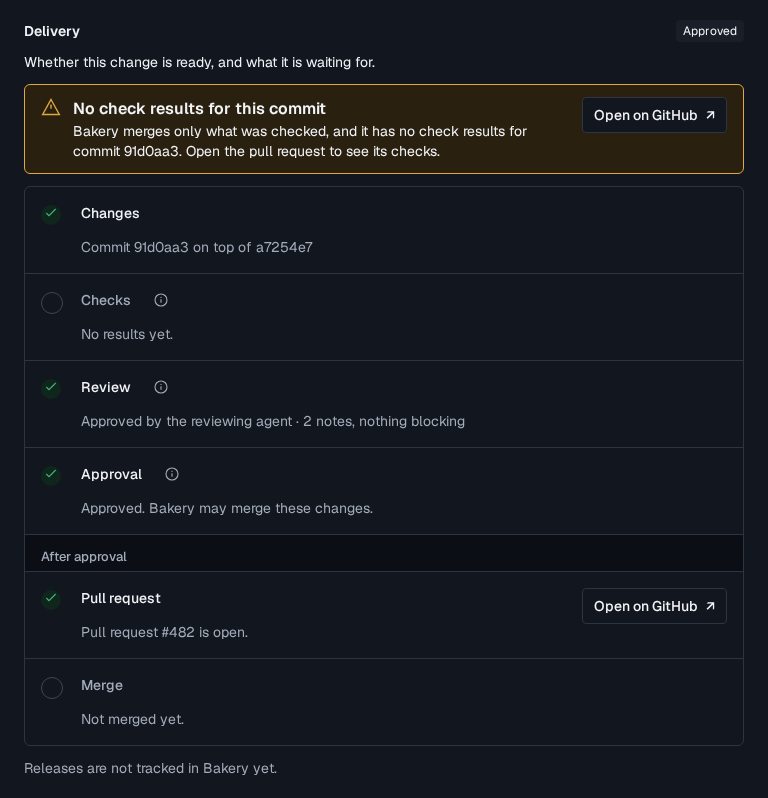 Delivery
Approved
Whether this change is ready, and what it is waiting for.
No check results for this commit
Open on GitHub
Bakery merges only what was checked, and it has no check results for
commit 91d0aa3. Open the pull request to see its checks.
Changes
Commit 91d0aa3 on top of a7254e7
Checks
No results yet.
Review
Approved by the reviewing agent · 2 notes, nothing blocking
Approval
Approved. Bakery may merge these changes.
After approval
Pull request
Open on GitHub
Pull request #482 is open.
Merge
Not merged yet.
Releases are not tracked in Bakery yet.